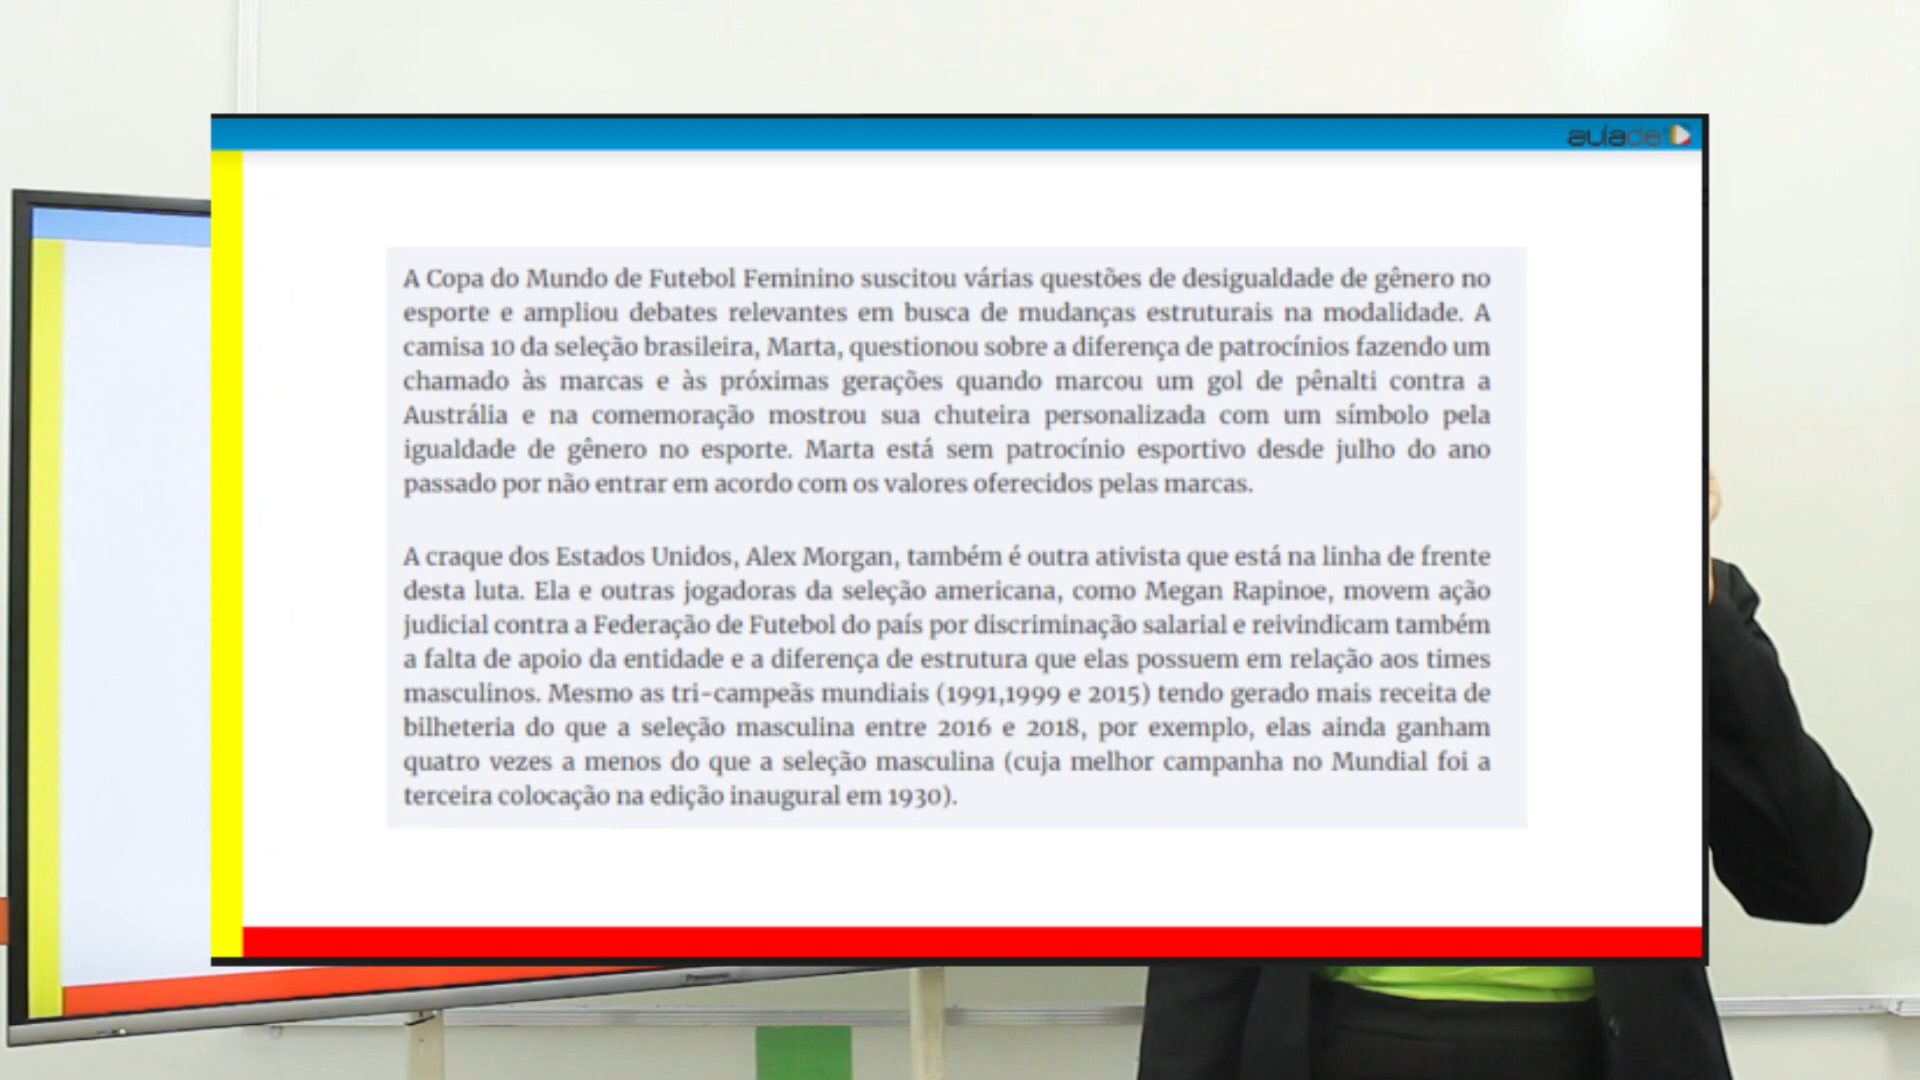 aulade
A Copa do Mundo de Futebol Feminino suscitou várias questões de desigualdade de gênero no
esporte e ampliou debates relevantes em busca de mudanças estruturais na modalidade. A
camisa 10 da seleção brasileira, Marta, questionou sobre a diferença de patrocínios fazendo um
chamado às marcas e às próximas gerações quando marcou um gol de pênalti contra a
Austrália e na comemoração mostrou sua chuteira personalizada com um símbolo pela
igualdade de gênero no esporte. Marta está sem patrocínio esportivo desde julho do ano
passado por não entrar em acordo com os valores oferecidos pelas marcas.
A craque dos Estados Unidos, Alex Morgan, também é outra ativista que está na linha de frente
desta luta. Ela e outras jogadoras da seleção americana, como Megan Rapinoe, movem ação
judicial contra a Federação de Futebol do país por discriminação salarial e reivindicam também
a falta de apoio da entidade e a diferença de estrutura que elas possuem em relação aos times
masculinos. Mesmo as tri-campeãs mundiais (1991,1999 e 2015) tendo gerado mais receita de
bilheteria do que a seleção masculina entre 2016 e 2018, por exemplo, elas ainda ganham
quatro vezes a menos do que a seleção masculina (cuja melhor campanha no Mundial foi a
terceira colocação na edição inaugural em 1930).
Panasonic